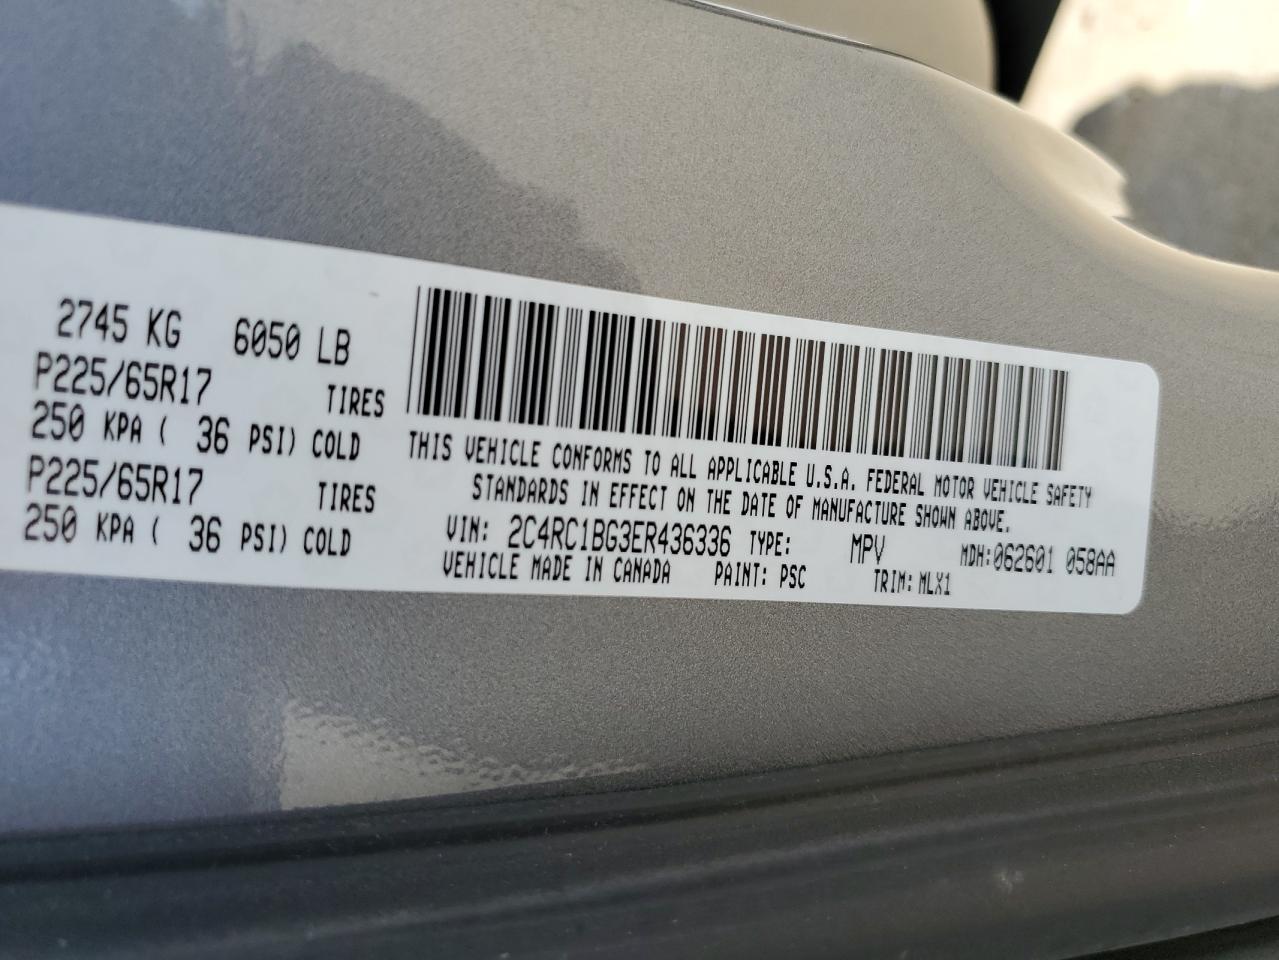 2745 KG 6050 LB
P225/65R17 TIRES
250 KPA ( 36 PSI) COLD
P225/65R17 TIRES
250 KPA ( 36 PSI) COLD
THIS VEHICLE CONFORMS TO ALL APPLICABLE U.S.A. FEDERAL MOTOR VEHICLE SAFETY
STANDARDS IN EFFECT ON THE DATE OF MANUFACTURE SHOWN ABOVE.
VIN: 2C4RC1BG3ER436336 TYPE: MPV MDH:062601 058AA
VEHICLE MADE IN CANADA PAINT: PSC TRIM: MLX1